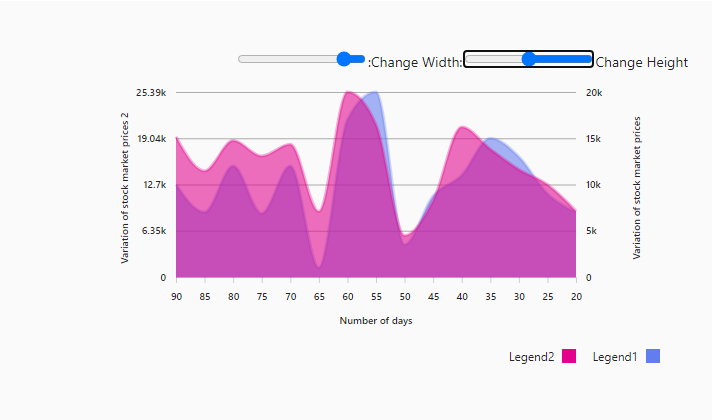 :Change Width:
Change Height
Variation of stock market prices 2
25.39k
19.04k
12.7k
6.35k
0
20k
15k
10k
5k
0
Variation of stock market prices
90 85 80 75 70 65 60 55 50 45 40 35 30 25 20
Number of days
Legend2 Legend1